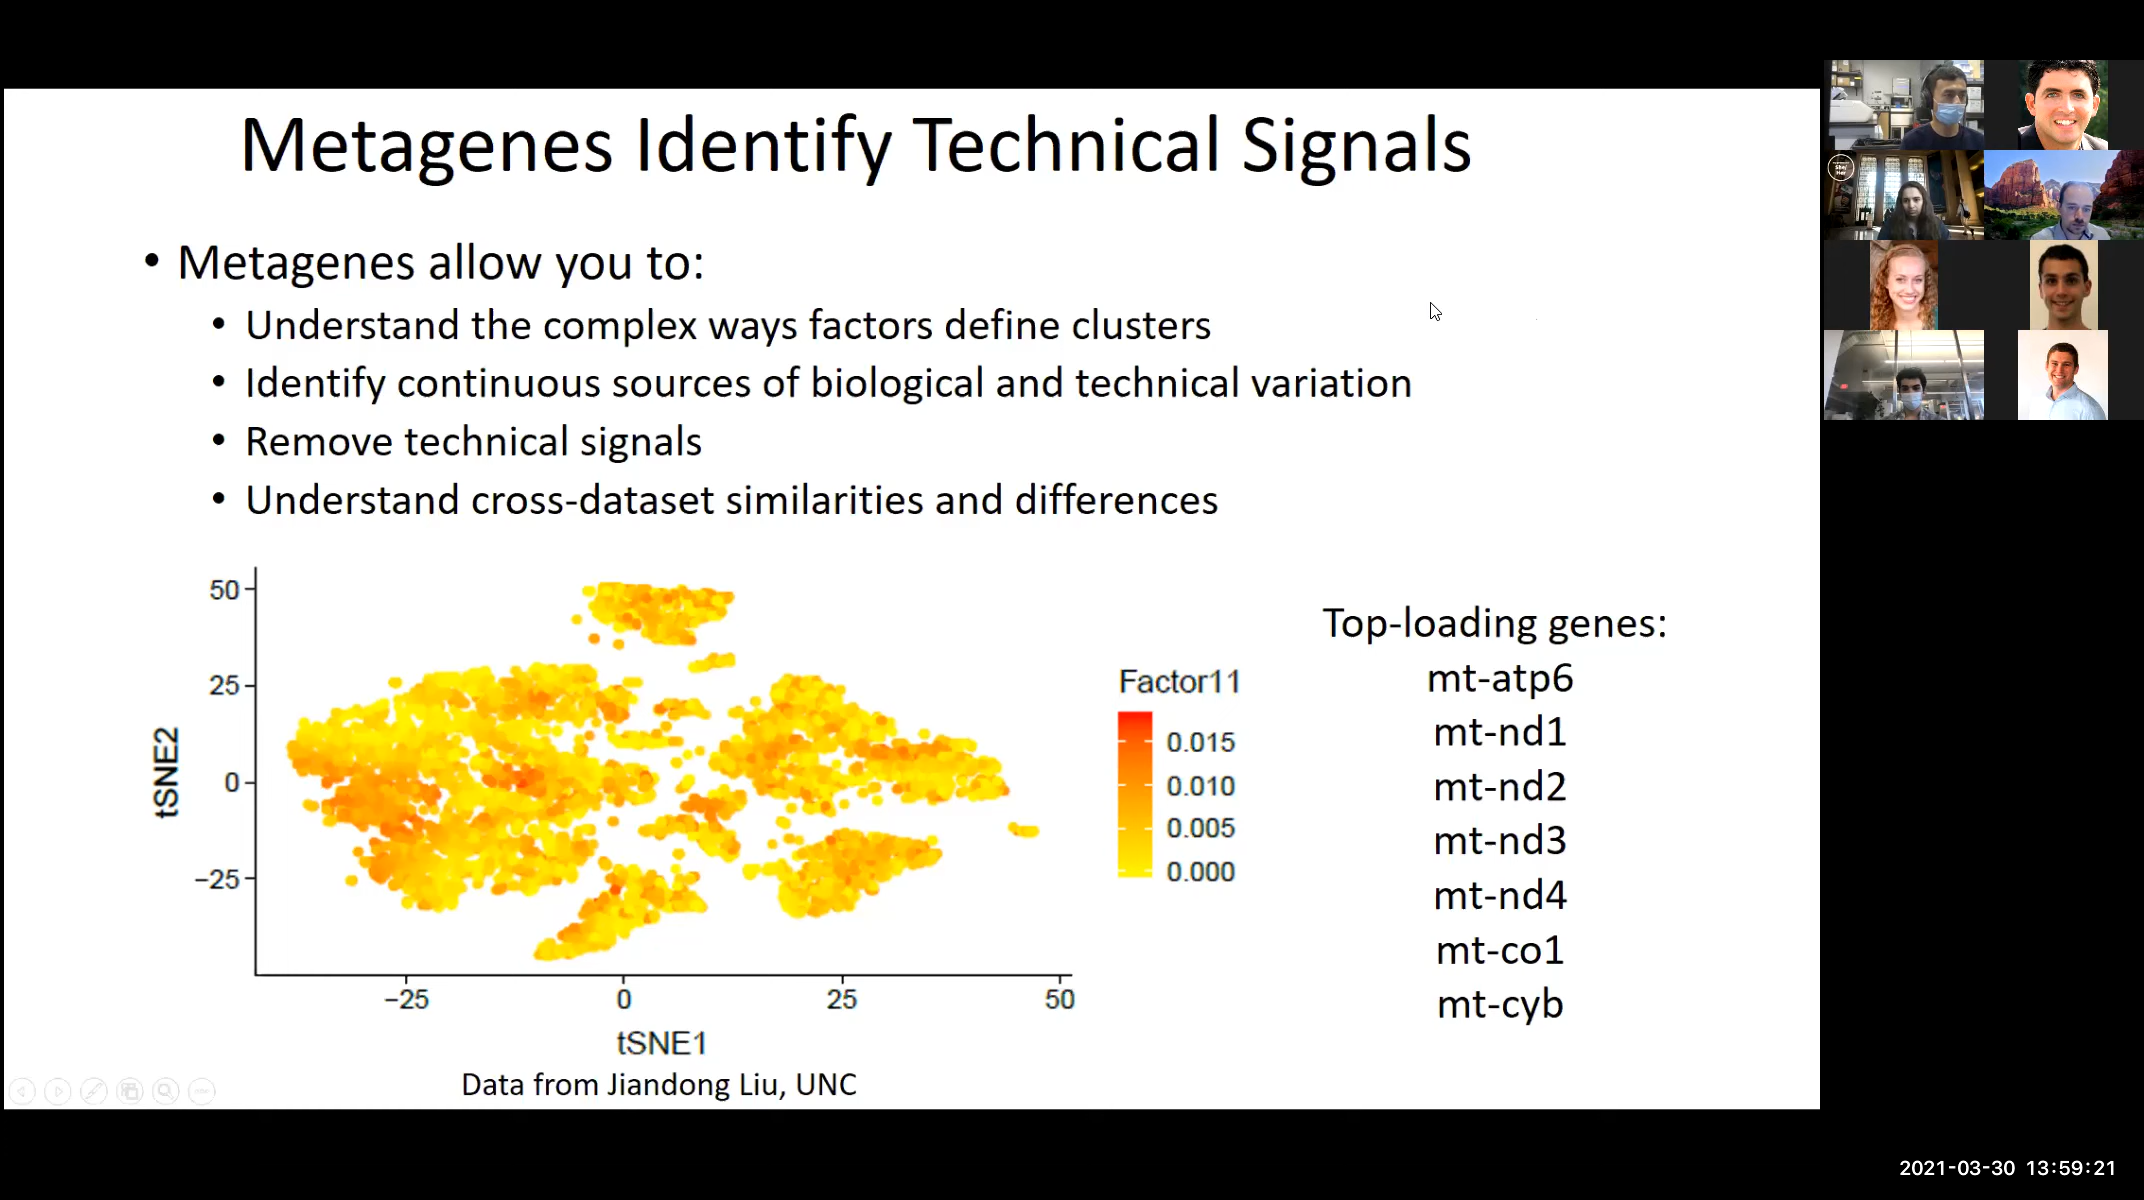 Metagenes Identify Technical Signals
• Metagenes allow you to:
• Understand the complex ways factors define clusters
• Identify continuous sources of biological and technical variation
• Remove technical signals
• Understand cross-dataset similarities and differences
50
25
0
−25
tSNE2
−25
0
25
50
tSNE1
Factor11
0.015
0.010
0.005
0.000
Data from Jiandong Liu, UNC
Top-loading genes:
mt-atp6
mt-nd1
mt-nd2
mt-nd3
mt-nd4
mt-co1
mt-cyb
She/
Her
2021-03-30 13:59:21